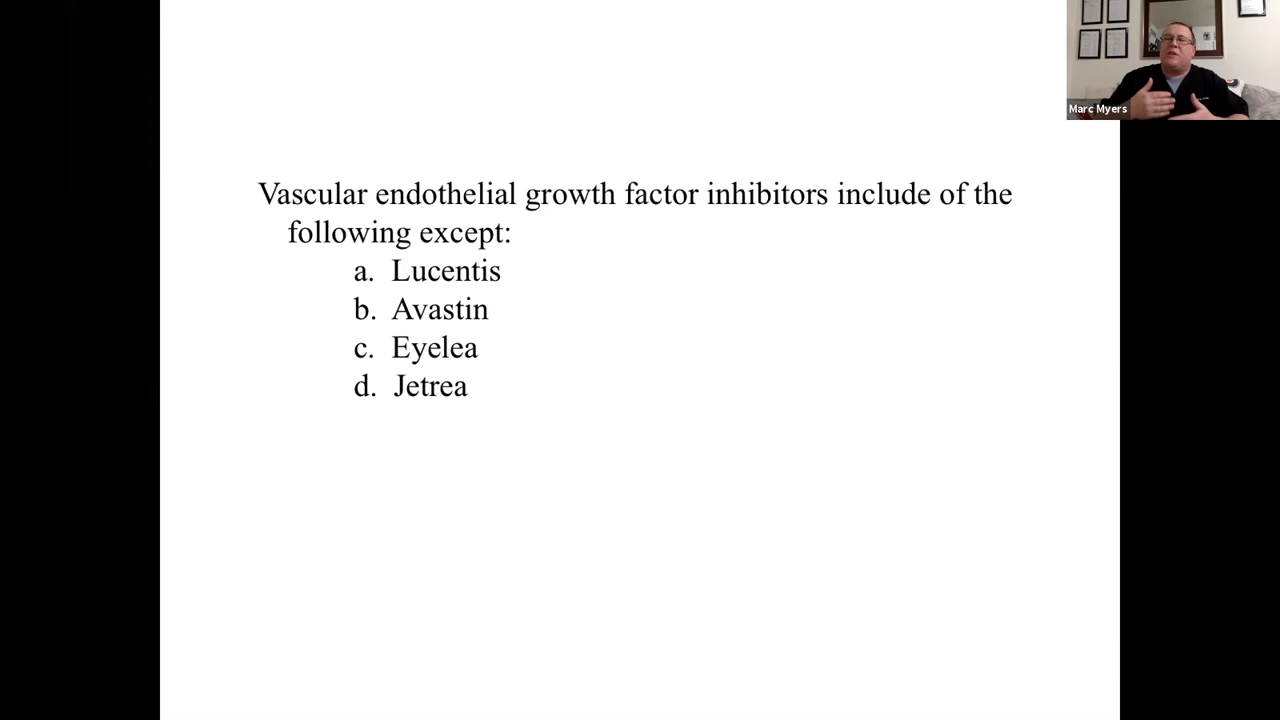 Marc Myers
Vascular endothelial growth factor inhibitors include of the
following except:
a. Lucentis
b. Avastin
c. Eyelea
d. Jetrea